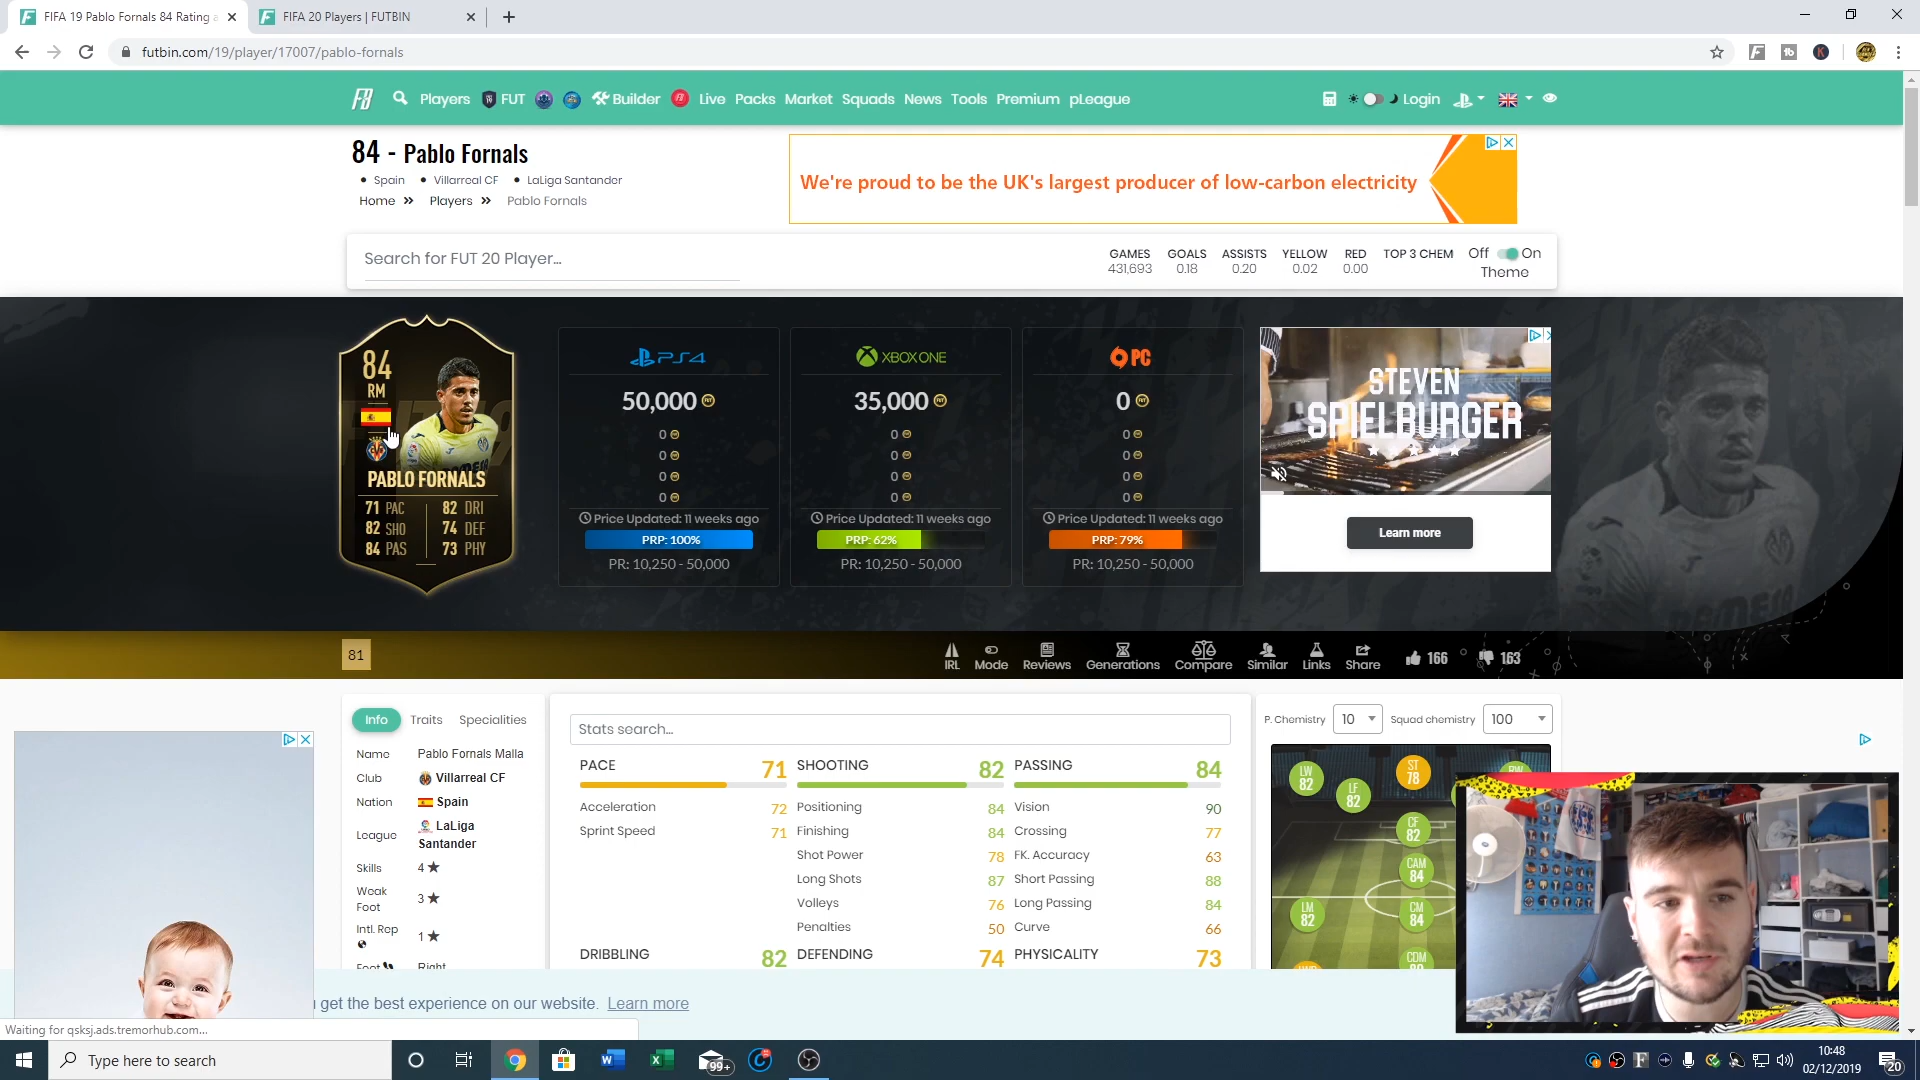 FIFA 19 Pablo Fornals 84 Rating a
FIFA 20 Players | FUTBIN
futbin.com/19/player/17007/pablo-fornals
Players FUT Builder Live Packs Market Squads News Tools Premium pLeague Login
84 - Pablo Fornals
Spain Villarreal CF LaLiga Santander
Home » Players » Pablo Fornals
We're proud to be the UK's largest producer of low-carbon electricity
Search for FUT 20 Player...
GAMES GOALS ASSISTS YELLOW RED TOP 3 CHEM Off On
431,693 0.18 0.20 0.02 0.00 Theme
84
RM
PABLO FORNALS
71 PAC 82 DRI
82 SHO 74 DEF
84 PAS 73 PHY
PS4 XBOX ONE PC
50,000 35,000 0
0 0 0
0 0 0
0 0 0
0 0 0
Price Updated: 11 weeks ago Price Updated: 11 weeks ago Price Updated: 11 weeks ago
PRP: 100% PRP: 62% PRP: 79%
PR: 10,250 - 50,000 PR: 10,250 - 50,000 PR: 10,250 - 50,000
STEVEN
SPIELBURGER
Learn more
81
IRL Mode Reviews Generations Compare Similar Links Share 166 163
Info Traits Specialities
Name Pablo Fornals Malla
Club Villarreal CF
Nation Spain
League LaLiga Santander
Skills 4
Weak Foot 3
Intl. Rep 1
Foot Right
Stats search...
PACE 71 SHOOTING 82 PASSING 84
Acceleration 72 Positioning 84 Vision 90
Sprint Speed 71 Finishing 84 Crossing 77
Shot Power 78 FK. Accuracy 63
Long Shots 87 Short Passing 88
Volleys 76 Long Passing 84
Penalties 50 Curve 66
DRIBBLING 82 DEFENDING 74 PHYSICALITY 73
P. Chemistry 10 Squad chemistry 100
LW
82
LF
82
ST
78
RW
CF
82
CAM
84
LM
82
CM
84
CDM
get the best experience on our website. Learn more
Waiting for qsksj.ads.tremorhub.com...
Type here to search
99+
10:48
02/12/2019
20